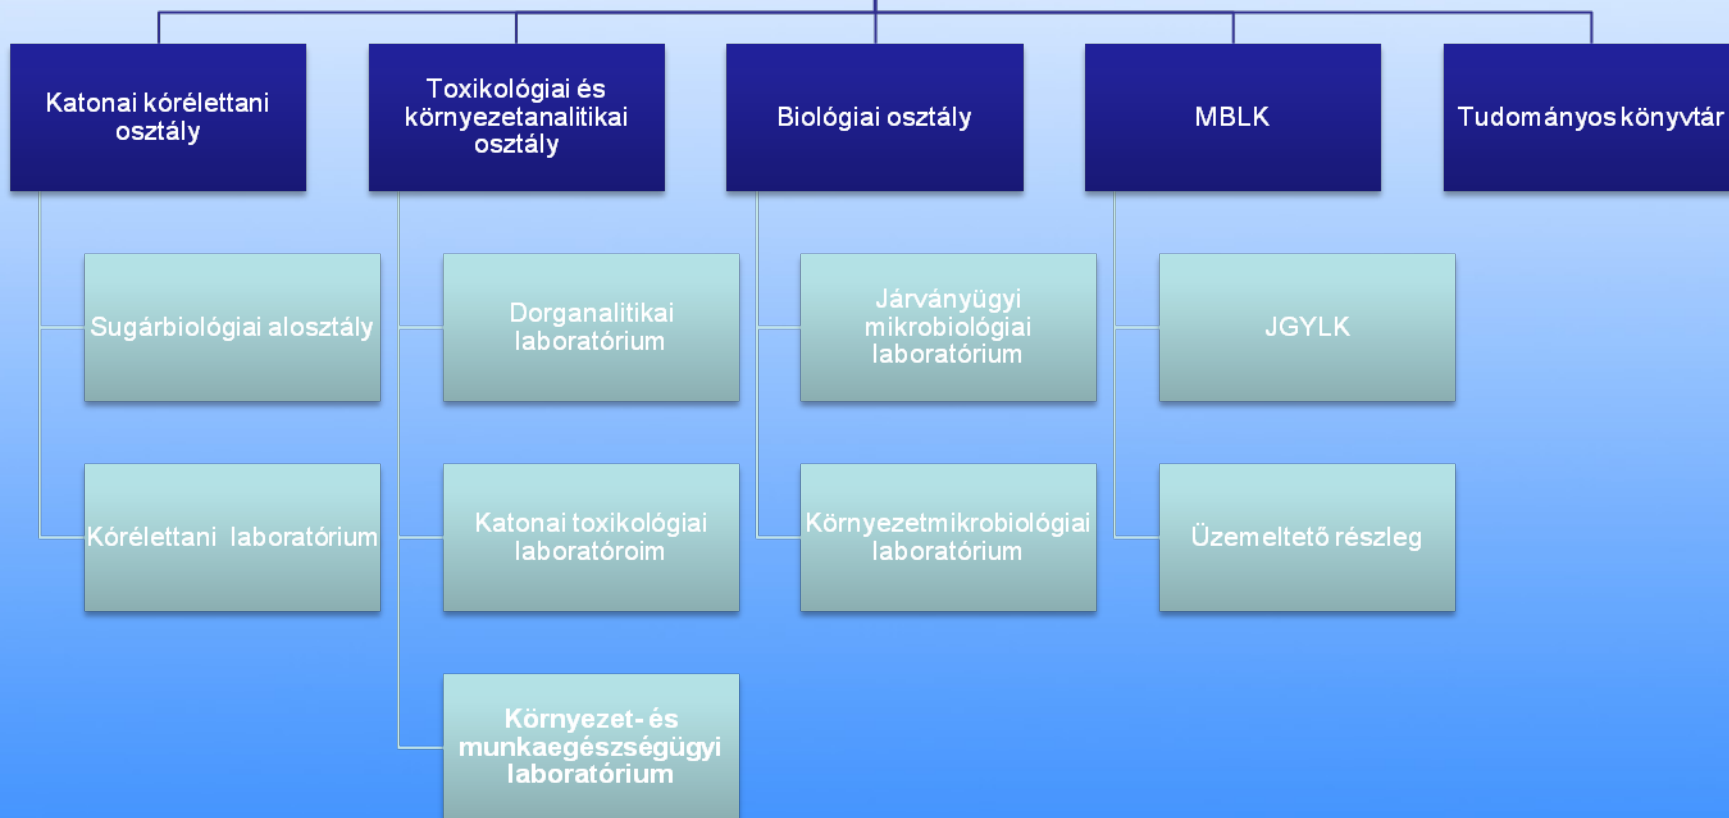 Katonai kórélettani
osztály
Toxikológiai és
környezetanalitikai
osztály
Biológiai osztály
MBLK
Tudományos könyvtár
Sugárbiológiai alosztály
Dorganalitikai
laboratórium
Járványügyi
mikrobiológiai
laboratórium
JGYLK
Kórélettani laboratórium
Katonai toxikológiai
laboratóroim
Környezetmikrobiológiai
laboratórium
Üzemeltető részleg
Környezet- és
munkaegészségügyi
laboratórium